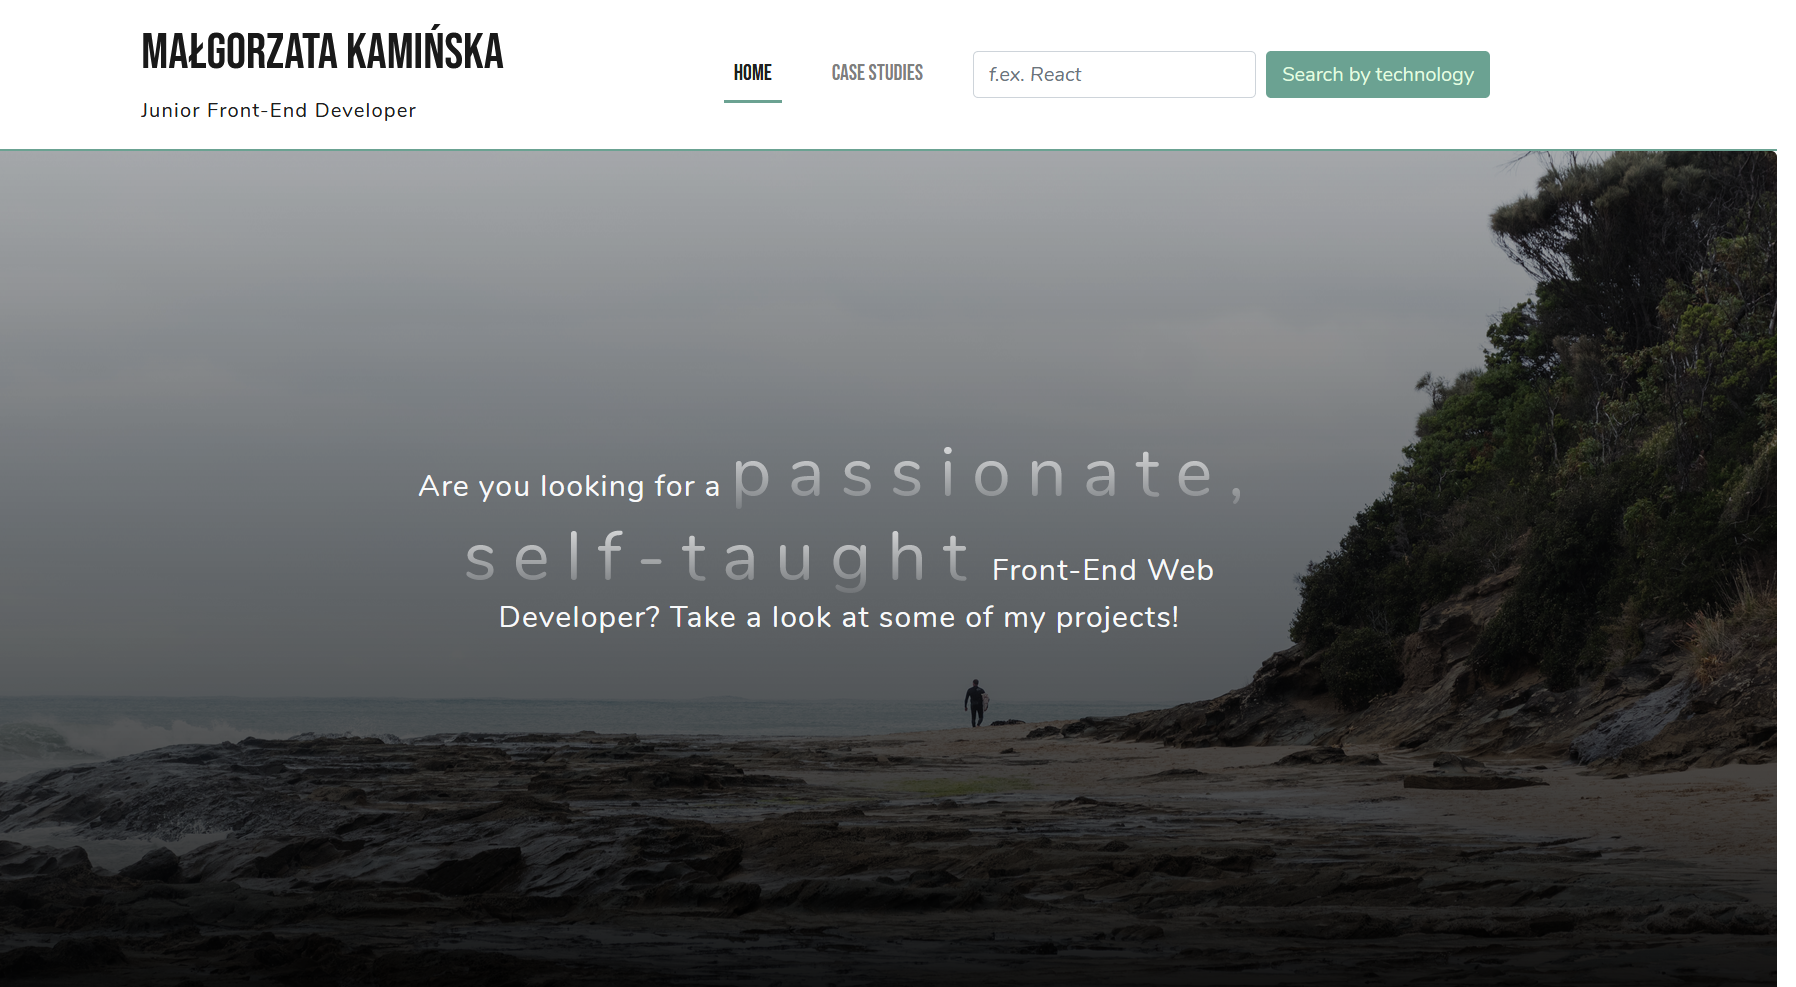 MAŁGORZATA KAMIŃSKA
Junior Front-End Developer
HOME
CASE STUDIES
f.ex. React
Search by technology
Are you looking for a passionate,
self-taught Front-End Web
Developer? Take a look at some of my projects!